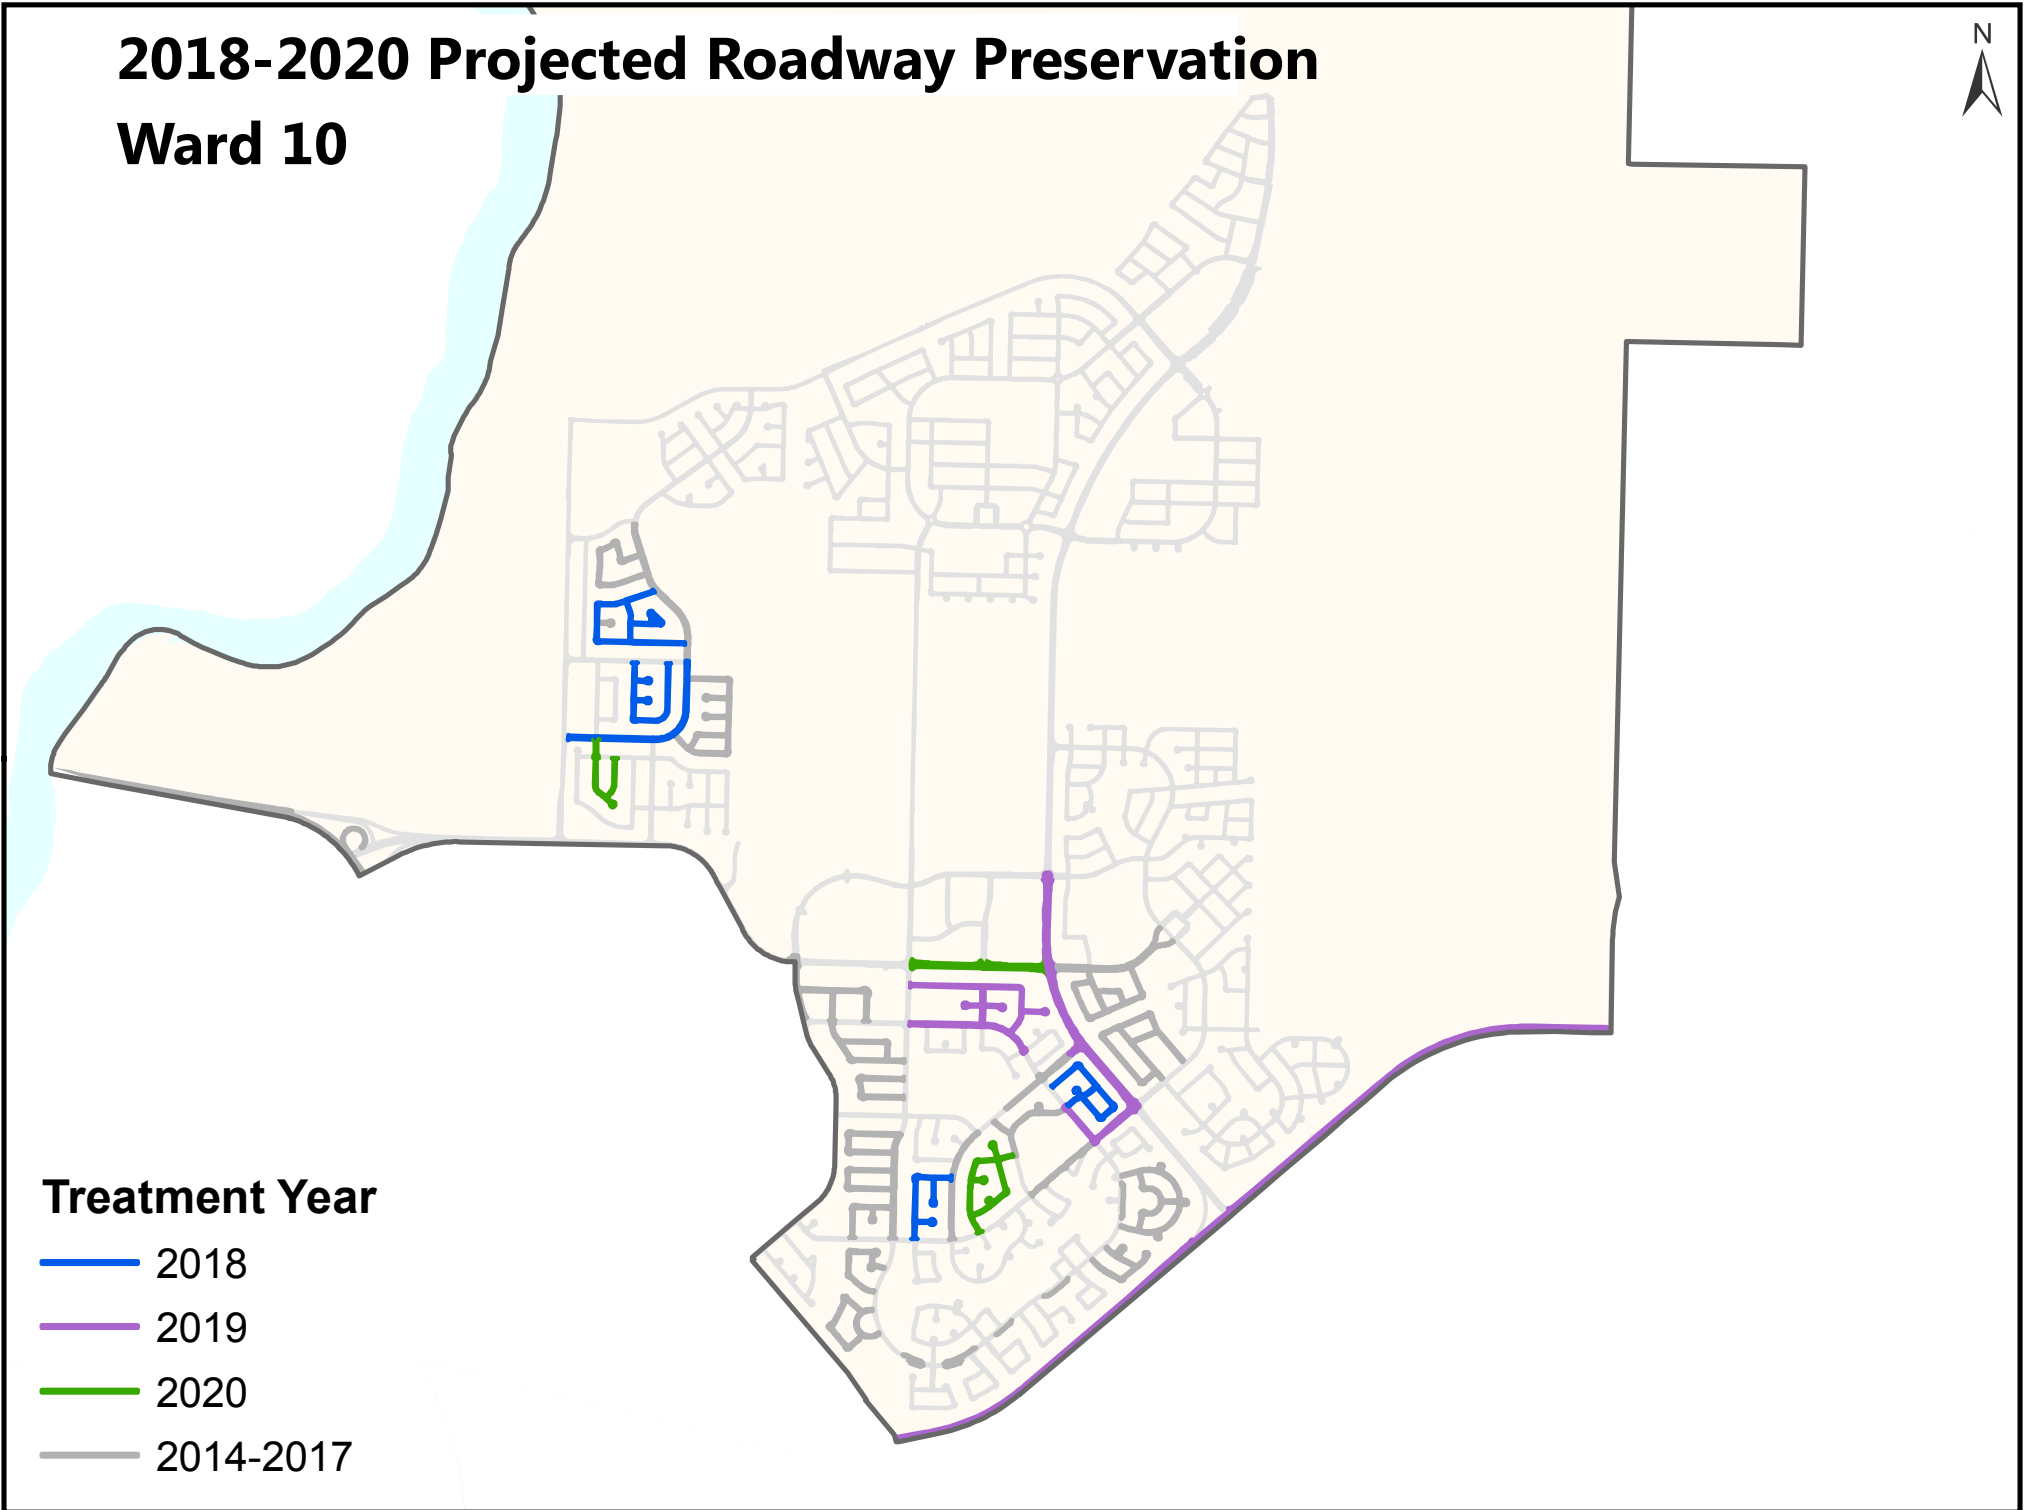 2018-2020 Projected Roadway Preservation
Ward 10
N
Treatment Year
2018
2019
2020
2014-2017